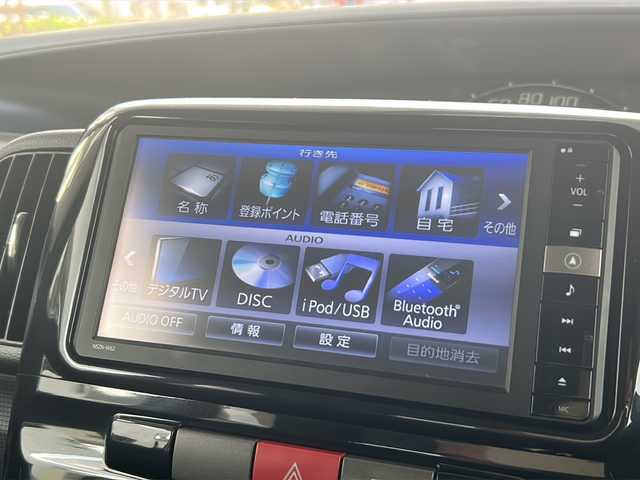 行き先
名称
登録ポイント
電話番号
自宅
その他
AUDIO
その他
デジタルTV
DISC
iPod/USB
Bluetooth®
Audio
AUDIO OFF
情報
設定
目的地消去
+
VOL
−
MIC
80 100